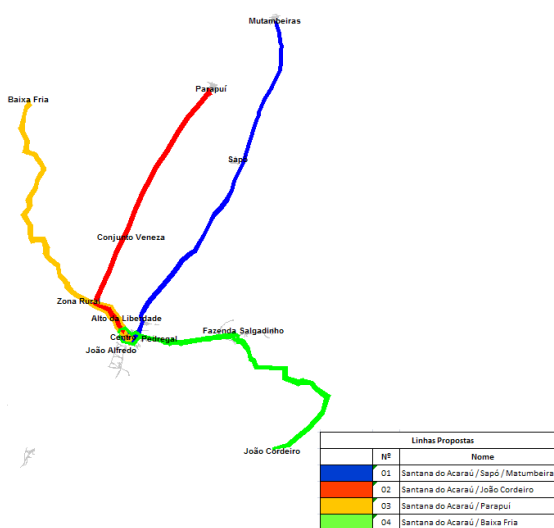 Mutambeiras
Parapuí
Baixa Fria
Sapó
Conjunto Veneza
Zona Rural
Alto da Liberdade
Centro
Pedregal
Fazenda Salgadinho
João Alfredo
João Cordeiro
Linhas Propostas
Nº Nome
01 Santana do Acaraú / Sapó / Matumbeira
02 Santana do Acaraú / João Cordeiro
03 Santana do Acaraú / Parapuí
04 Santana do Acaraú / Baixa Fria